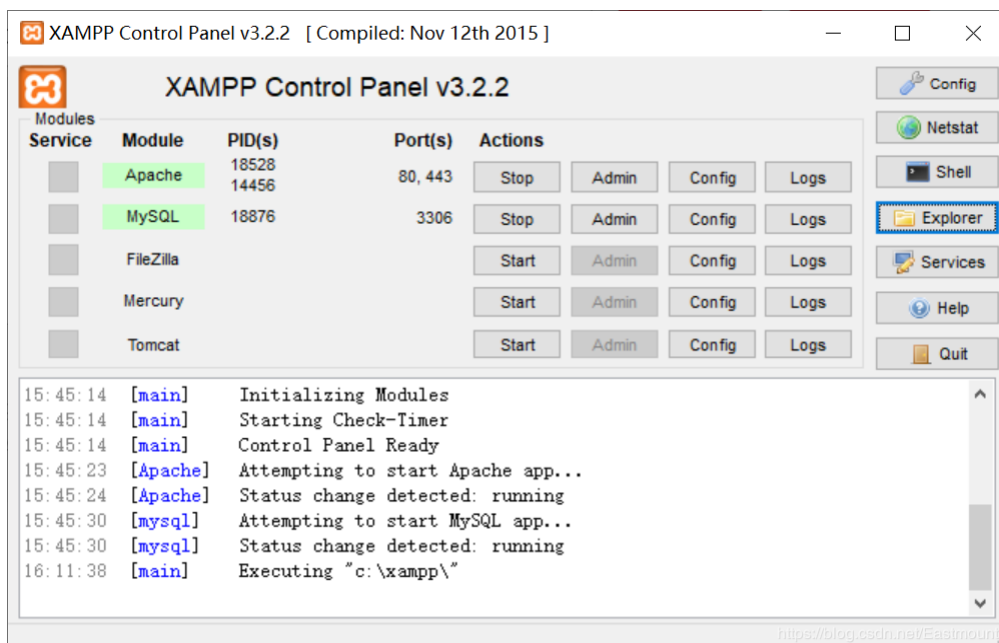 XAMPP Control Panel v3.2.2 [ Compiled: Nov 12th 2015 ]
XAMPP Control Panel v3.2.2
Config
Modules
Service Module PID(s) Port(s) Actions
Netstat
Apache 18528 14456 80, 443 Stop Admin Config Logs
Shell
MySQL 18876 3306 Stop Admin Config Logs
Explorer
FileZilla Start Admin Config Logs
Services
Mercury Start Admin Config Logs
Help
Tomcat Start Admin Config Logs
Quit
15:45:14 [main] Initializing Modules
15:45:14 [main] Starting Check-Timer
15:45:14 [main] Control Panel Ready
15:45:23 [Apache] Attempting to start Apache app...
15:45:24 [Apache] Status change detected: running
15:45:30 [mysql] Attempting to start MySQL app...
15:45:30 [mysql] Status change detected: running
16:11:38 [main] Executing "c:\xampp\"
https://blog.csdn.net/Eastmount